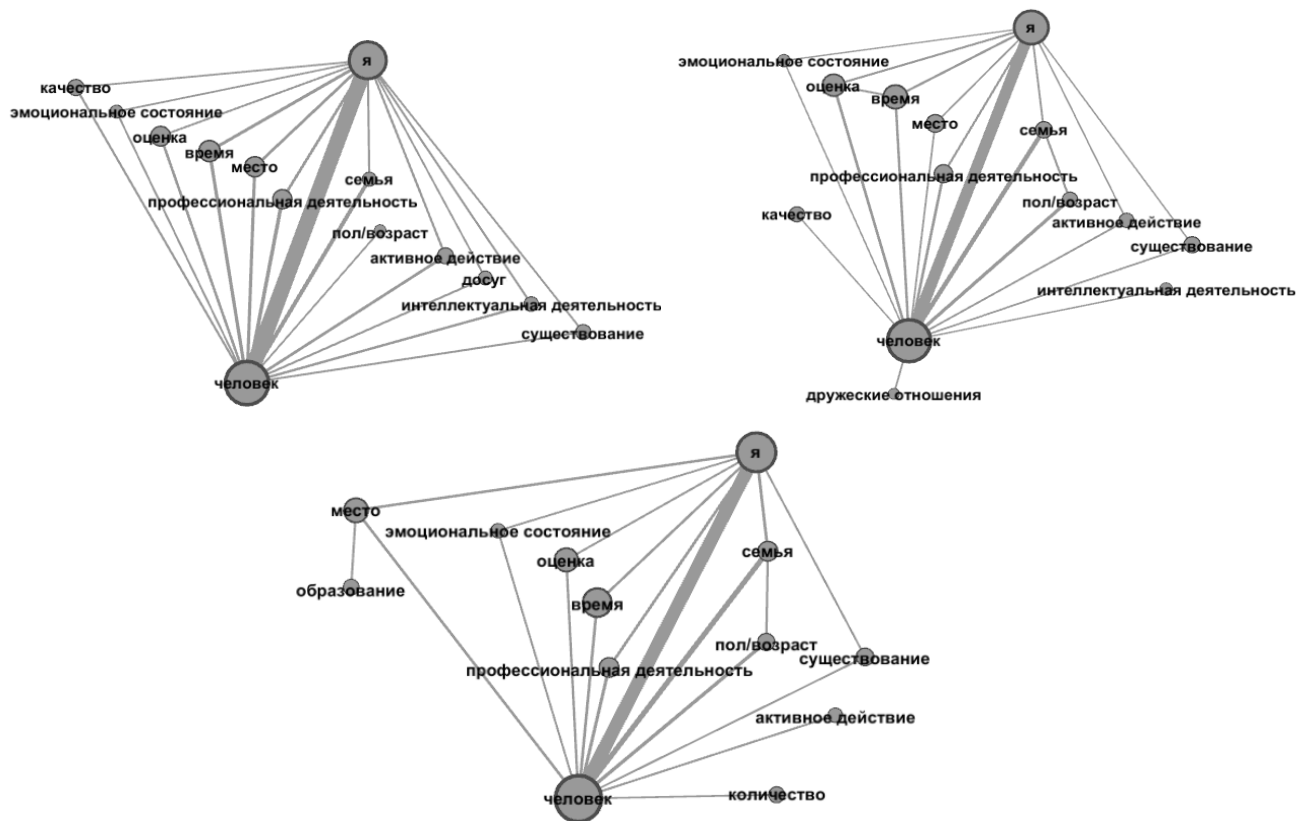 я
качество
эмоциональное состояние
оценка
время
место
семья
профессиональная деятельность
пол/возраст
активное действие
досуг
интеллектуальная деятельность
существование
человек
я
эмоциональное состояние
оценка
время
место
семья
профессиональная деятельность
пол/возраст
качество
активное действие
существование
интеллектуальная деятельность
человек
дружеские отношения
я
место
эмоциональное состояние
семья
оценка
образование
время
пол/возраст
существование
профессиональная деятельность
активное действие
количество
человек